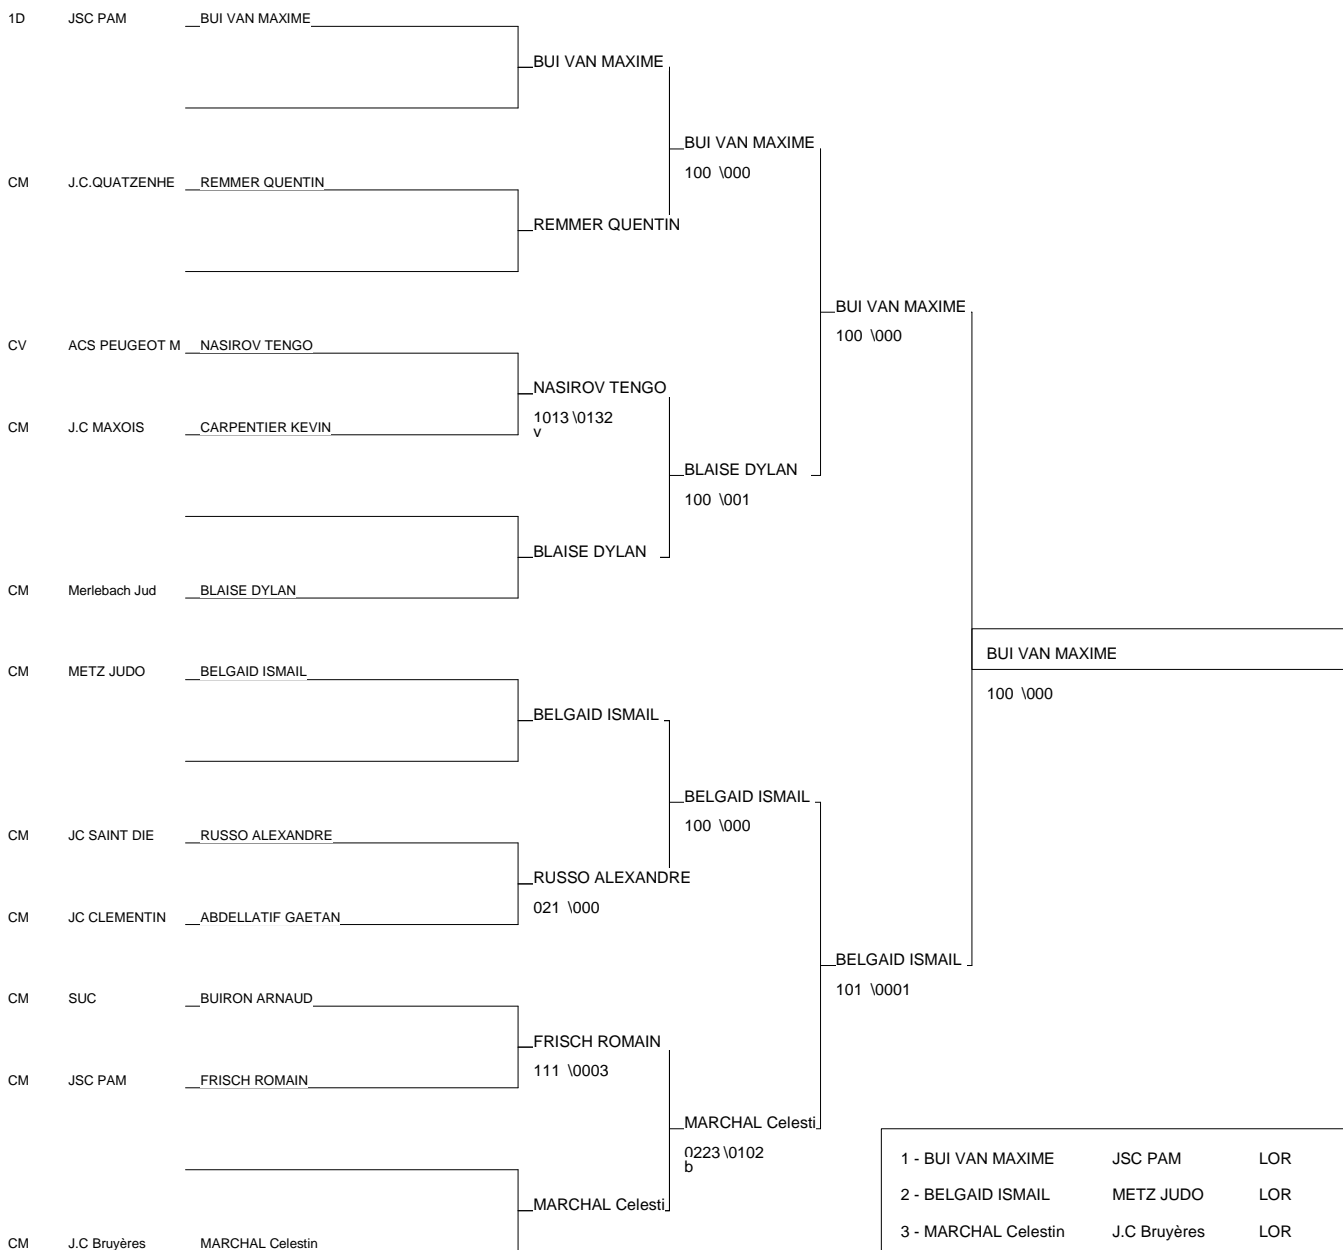 1D JSC PAM BUI VAN MAXIME
BUI VAN MAXIME
BUI VAN MAXIME
100 \000
CM J.C.QUATZENHE REMMER QUENTIN
REMMER QUENTIN
BUI VAN MAXIME
100 \000
CV ACS PEUGEOT M NASIROV TENGO
NASIROV TENGO
1013 \0132
v
CM J.C MAXOIS CARPENTIER KEVIN
BLAISE DYLAN
100 \001
BLAISE DYLAN
CM Merlebach Jud BLAISE DYLAN
BUI VAN MAXIME
100 \000
CM METZ JUDO BELGAID ISMAIL
BELGAID ISMAIL
BELGAID ISMAIL
100 \000
CM JC SAINT DIE RUSSO ALEXANDRE
RUSSO ALEXANDRE
021 \000
CM JC CLEMENTIN ABDELLATIF GAETAN
BELGAID ISMAIL
101 \0001
CM SUC BUIRON ARNAUD
FRISCH ROMAIN
111 \0003
CM JSC PAM FRISCH ROMAIN
MARCHAL Celesti
0223 \0102
b
MARCHAL Celesti
CM J.C Bruyères MARCHAL Celestin
1 - BUI VAN MAXIME JSC PAM LOR
2 - BELGAID ISMAIL METZ JUDO LOR
3 - MARCHAL Celestin J.C Bruyères LOR